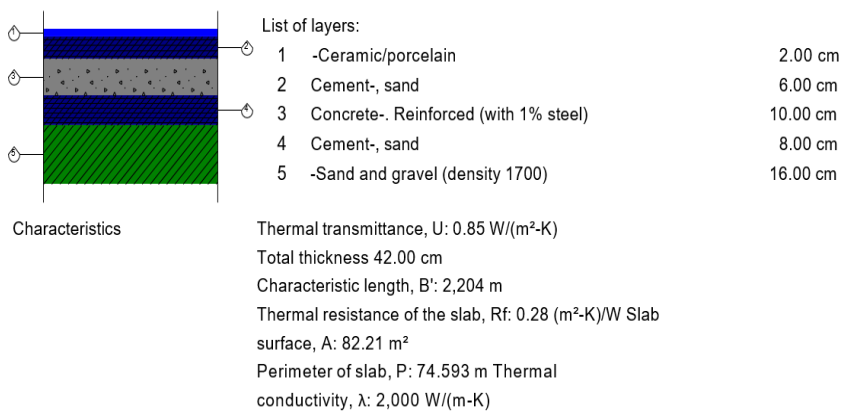 List of layers:
1 -Ceramic/porcelain 2.00 cm
2 Cement-, sand 6.00 cm
3 Concrete-. Reinforced (with 1% steel) 10.00 cm
4 Cement-, sand 8.00 cm
5 -Sand and gravel (density 1700) 16.00 cm
1
2
3
4
5
Characteristics
Thermal transmittance, U: 0.85 W/(m²-K)
Total thickness 42.00 cm
Characteristic length, B': 2,204 m
Thermal resistance of the slab, Rf: 0.28 (m²-K)/W Slab
surface, A: 82.21 m²
Perimeter of slab, P: 74.593 m Thermal
conductivity, λ: 2,000 W/(m-K)